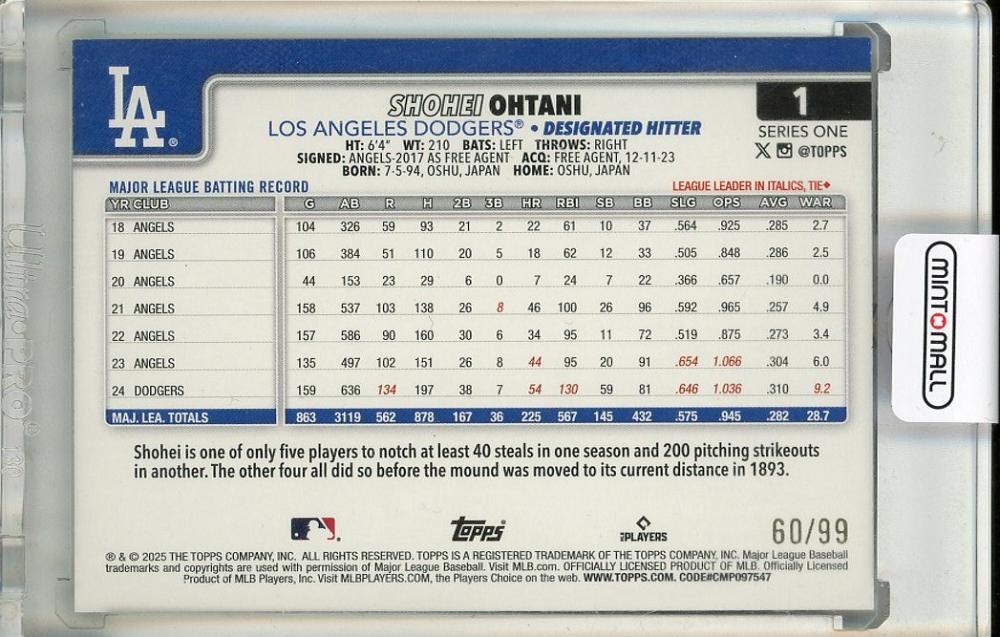 LA®
1
SHOHEI OHTANI
LOS ANGELES DODGERS® • DESIGNATED HITTER
SERIES ONE
@TOPPS
HT: 6'4" WT: 210 BATS: LEFT THROWS: RIGHT
SIGNED: ANGELS-2017 AS FREE AGENT ACQ: FREE AGENT, 12-11-23
BORN: 7-5-94, OSHU, JAPAN HOME: OSHU, JAPAN
MAJOR LEAGUE BATTING RECORD LEAGUE LEADER IN ITALICS, TIE♦
YR CLUB G AB R H 2B 3B HR RBI SB BB SLG OPS AVG WAR
18 ANGELS 104 326 59 93 21 2 22 61 10 37 .564 .925 .285 2.7
19 ANGELS 106 384 51 110 20 5 18 62 12 33 .505 .848 .286 2.5
20 ANGELS 44 153 23 29 6 0 7 24 7 22 .366 .657 .190 0.0
21 ANGELS 158 537 103 138 26 8 46 100 26 96 .592 .965 .257 4.9
22 ANGELS 157 586 90 160 30 6 34 95 11 72 .519 .875 .273 3.4
23 ANGELS 135 497 102 151 26 8 44 95 20 91 .654 1.066 .304 6.0
24 DODGERS 159 636 134 197 38 7 54 130 59 81 .646 1.036 .310 9.2
MAJ. LEA. TOTALS 863 3119 562 878 167 36 225 567 145 432 .575 .945 .282 28.7
Shohei is one of only five players to notch at least 40 steals in one season and 200 pitching strikeouts
in another. The other four all did so before the mound was moved to its current distance in 1893.
topps
PLAYERS
60/99
® & © 2025 THE TOPPS COMPANY, INC. ALL RIGHTS RESERVED. TOPPS IS A REGISTERED TRADEMARK OF THE TOPPS COMPANY, INC. Major League Baseball
trademarks and copyrights are used with permission of Major League Baseball. Visit MLB.com. OFFICIALLY LICENSED PRODUCT OF MLB. Officially Licensed
Product of MLB Players, Inc. Visit MLBPLAYERS.COM, the Players Choice on the web. WWW.TOPPS.COM. CODE#CMP097547
MINTOMALL
Ultra·PRO®